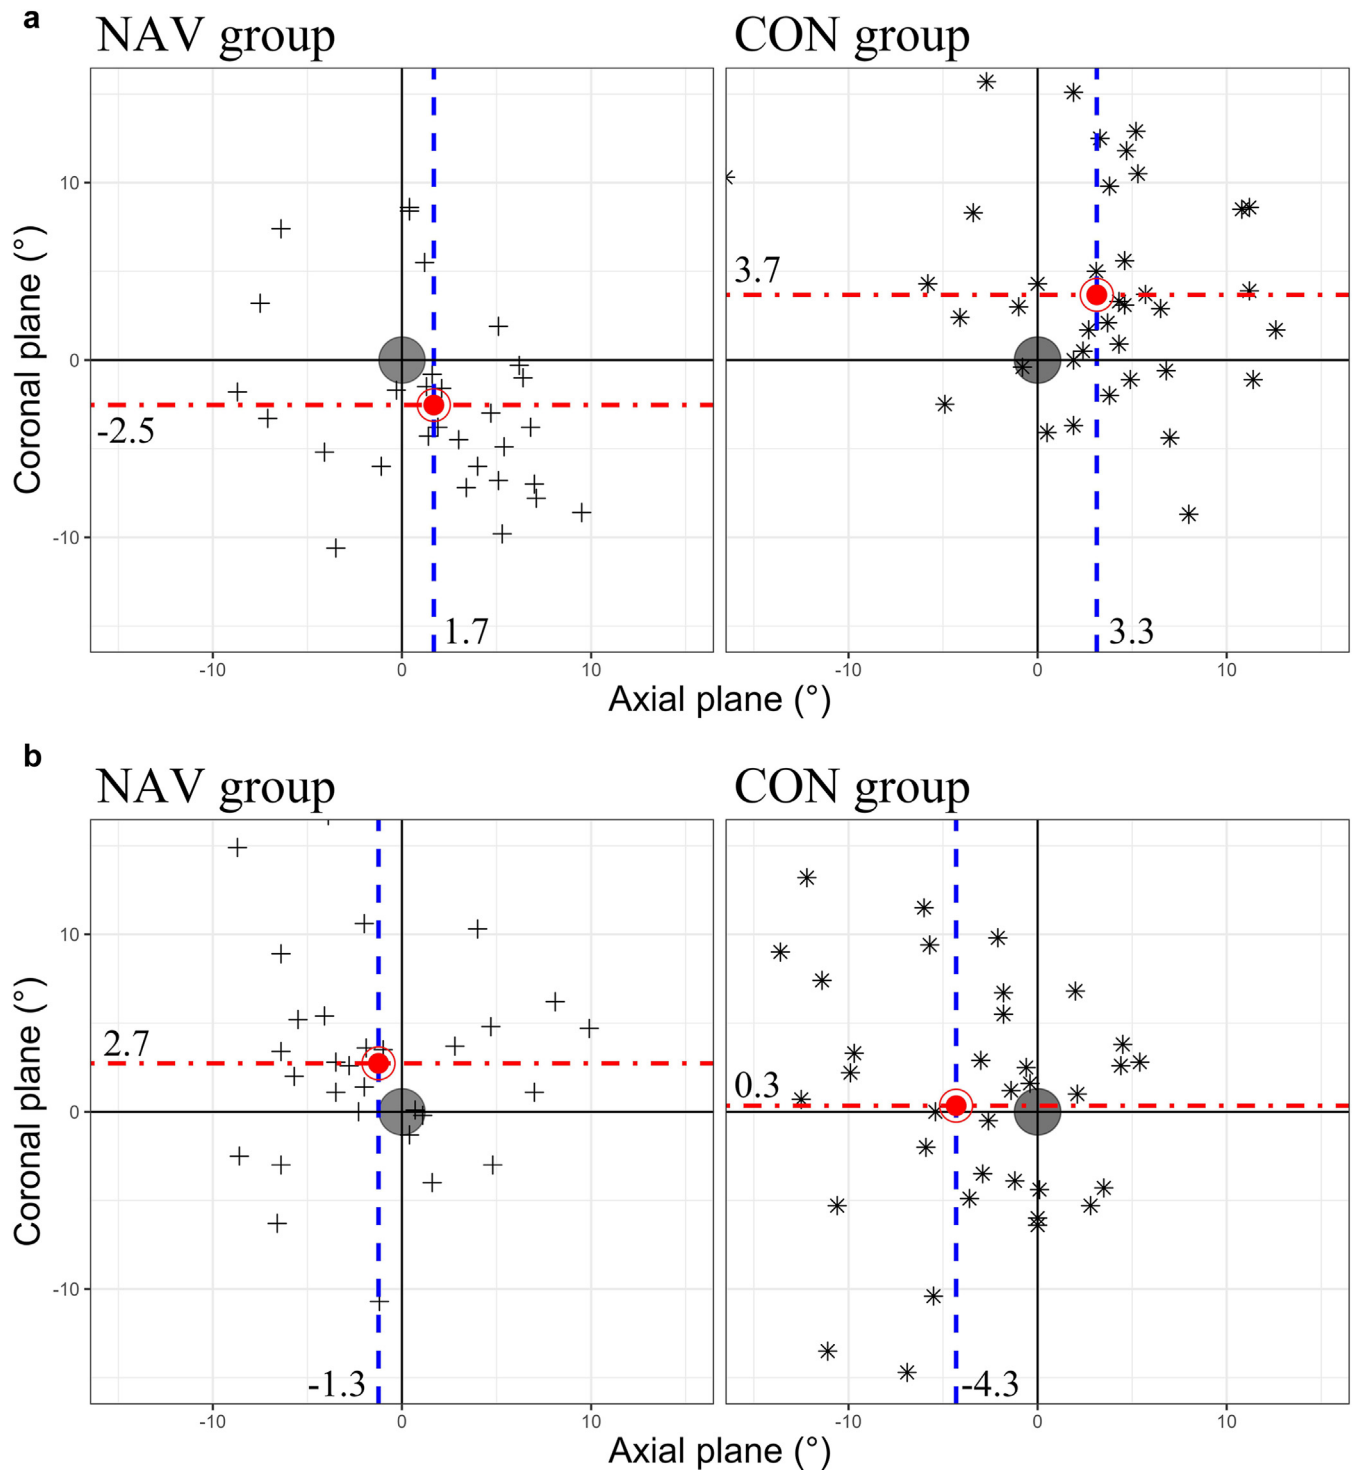 a
NAV group
CON group
Coronal plane (°)
10
0
-10
-2.5
1.7
3.7
3.3
-10 0 10
-10 0 10
Axial plane (°)
b
NAV group
CON group
Coronal plane (°)
10
0
-10
2.7
-1.3
0.3
-4.3
-10 0 10
-10 0 10
Axial plane (°)